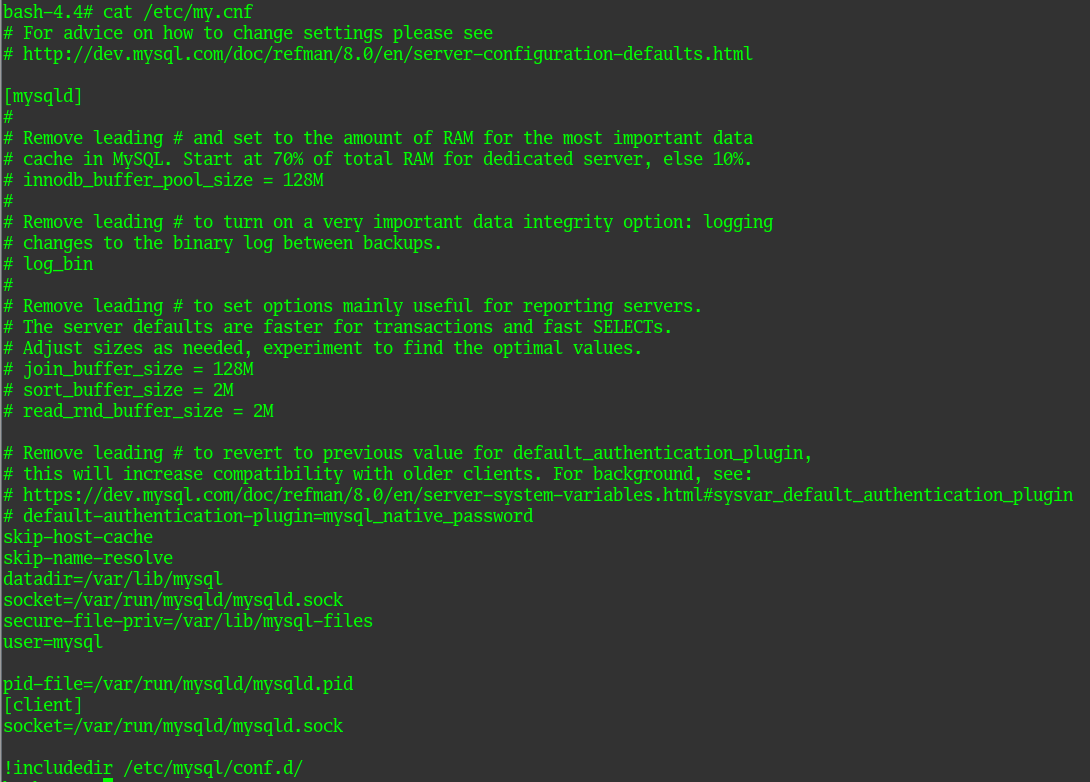 bash-4.4# cat /etc/my.cnf
# For advice on how to change settings please see
# http://dev.mysql.com/doc/refman/8.0/en/server-configuration-defaults.html
[mysqld]
#
# Remove leading # and set to the amount of RAM for the most important data
# cache in MySQL. Start at 70% of total RAM for dedicated server, else 10%.
# innodb_buffer_pool_size = 128M
#
# Remove leading # to turn on a very important data integrity option: logging
# changes to the binary log between backups.
# log_bin
#
# Remove leading # to set options mainly useful for reporting servers.
# The server defaults are faster for transactions and fast SELECTs.
# Adjust sizes as needed, experiment to find the optimal values.
# join_buffer_size = 128M
# sort_buffer_size = 2M
# read_rnd_buffer_size = 2M
# Remove leading # to revert to previous value for default_authentication_plugin,
# this will increase compatibility with older clients. For background, see:
# https://dev.mysql.com/doc/refman/8.0/en/server-system-variables.html#sysvar_default_authentication_plugin
# default-authentication-plugin=mysql_native_password
skip-host-cache
skip-name-resolve
datadir=/var/lib/mysql
socket=/var/run/mysqld/mysqld.sock
secure-file-priv=/var/lib/mysql-files
user=mysql
pid-file=/var/run/mysqld/mysqld.pid
[client]
socket=/var/run/mysqld/mysqld.sock
!includedir /etc/mysql/conf.d/